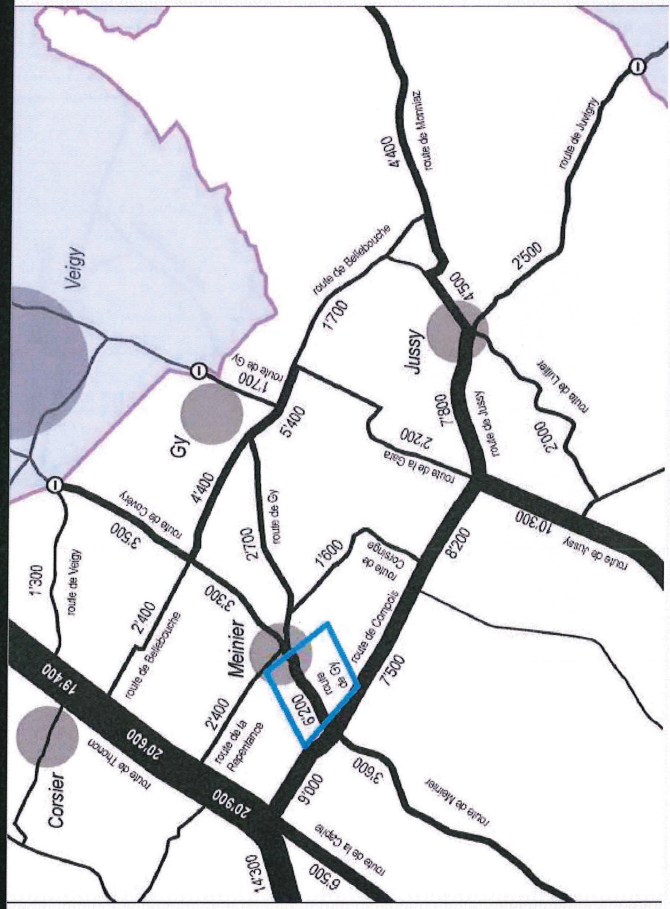 Veigy
1'300
route de Veigy
3'500
route de Covéry
Gy
1'700
route de Gy
4'400
route de Monniaz
route de Juvigny
2'500
4'500
route de Bellebouche
1'700
Jussy
5'400
4'400
2'700
route de Gy
7'800
route de Jussy
2'200
route de la Gara
2'000
route de Lullier
10'300
route de Jussy
8'200
1'600
route de
Corsinge
route de Compois
7'500
3'300
2'400
route de Bellebouche
Meinier
6'200
route
de Gy
2'400
route de la
Repentance
19'400
20'600
route de Thonon
20'900
Corsier
9'000
3'600
route de Meinier
14'300
6'500
route de la Capite